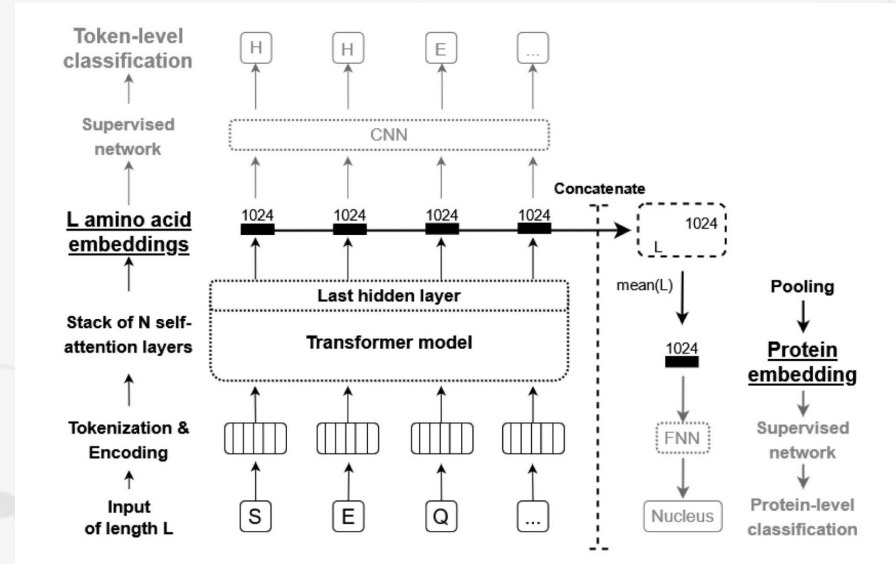 Token-level
classification
H H E ...
Supervised
network
CNN
Concatenate
L amino acid
embeddings
1024 1024 1024 1024
1024
L
Last hidden layer
mean(L)
Pooling
Stack of N self-
attention layers
Transformer model
1024
Protein
embedding
Tokenization &
Encoding
FNN
Supervised
network
Input
of length L
S E Q ...
Nucleus
Protein-level
classification